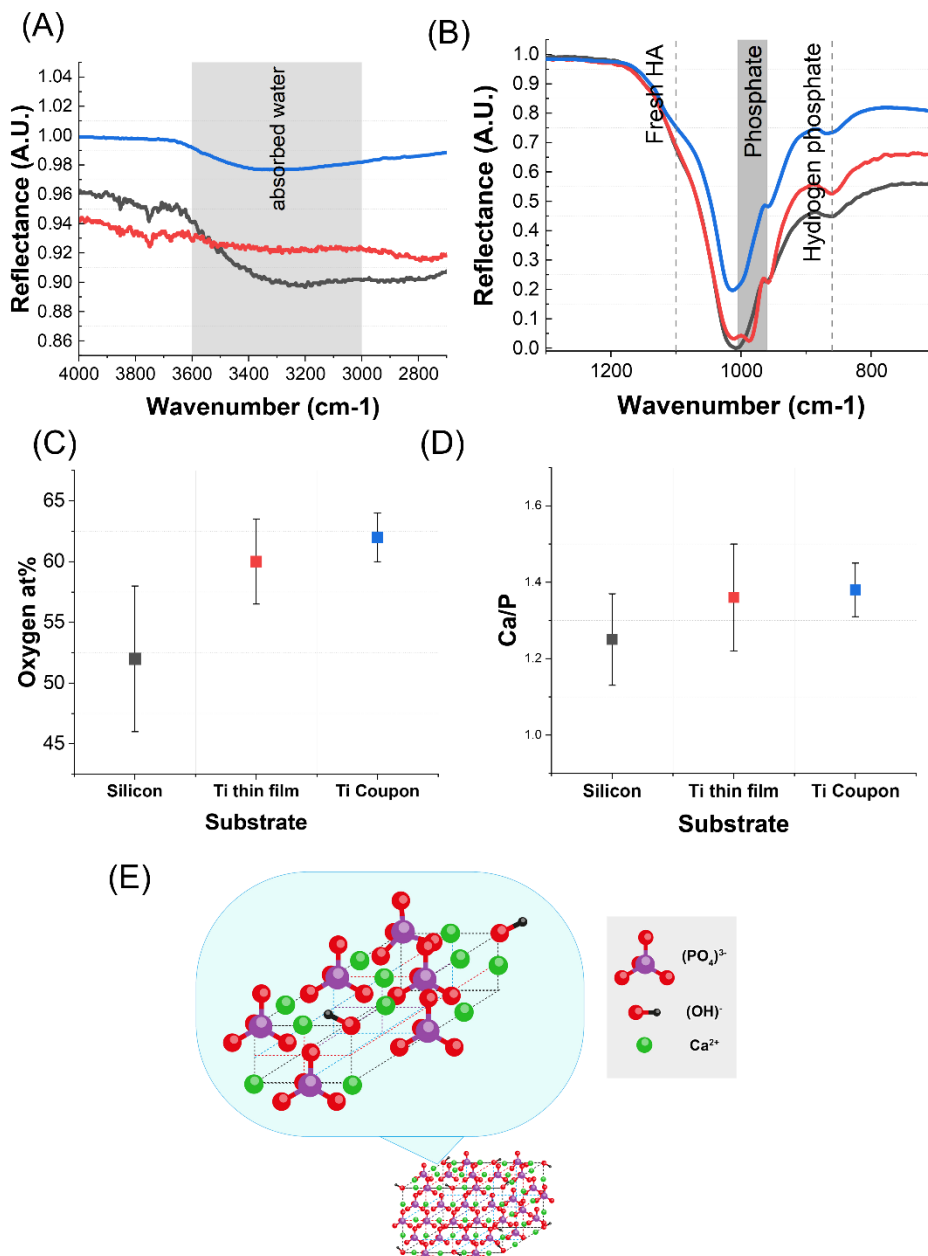 (A)
1.04
1.02
1.00
0.98
0.96
0.94
0.92
0.90
0.88
0.86
Reflectance (A.U.)
absorbed water
4000 3800 3600 3400 3200 3000 2800
Wavenumber (cm-1)
(B)
1.0
0.9
0.8
0.7
0.6
0.5
0.4
0.3
0.2
0.1
0.0
Reflectance (A.U.)
Fresh HA
Phosphate
Hydrogen phosphate
1200 1000 800
Wavenumber (cm-1)
(C)
65
60
55
50
45
Oxygen at%
Silicon Ti thin film Ti Coupon
Substrate
(D)
1.6
1.4
1.2
1.0
Ca/P
Silicon Ti thin film Ti Coupon
Substrate
(E)
(PO₄)³⁻
(OH)⁻
Ca²⁺